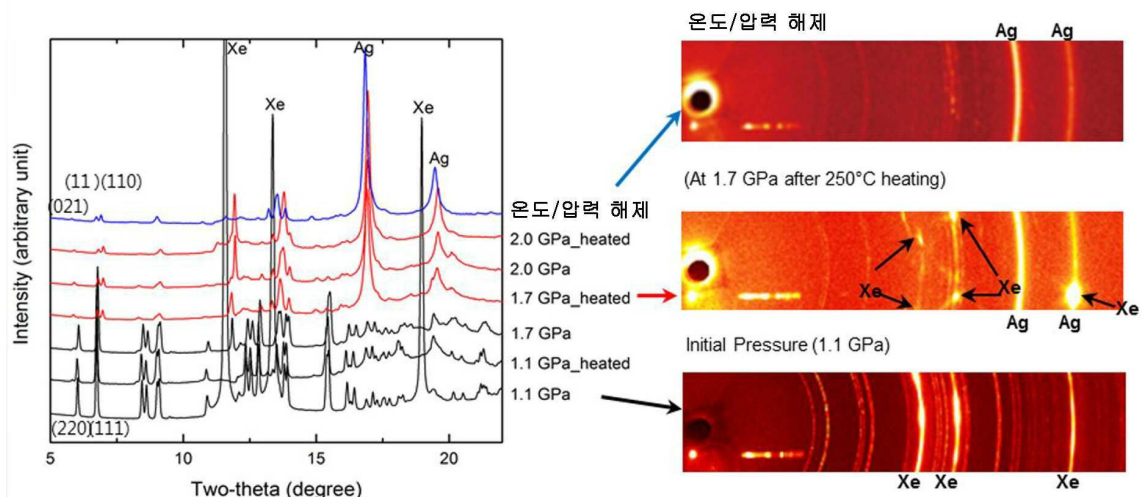 Intensity (arbitrary unit)
Xe
Ag
Xe
Xe
Ag
(11 )(110)
(021)
(220)(111)
온도/압력 해제
2.0 GPa_heated
2.0 GPa
1.7 GPa_heated
1.7 GPa
1.1 GPa_heated
1.1 GPa
5 10 15 20
Two-theta (degree)
온도/압력 해제
Ag Ag
(At 1.7 GPa after 250°C heating)
Xe Xe Xe
Ag Ag
Initial Pressure (1.1 GPa)
Xe Xe Xe